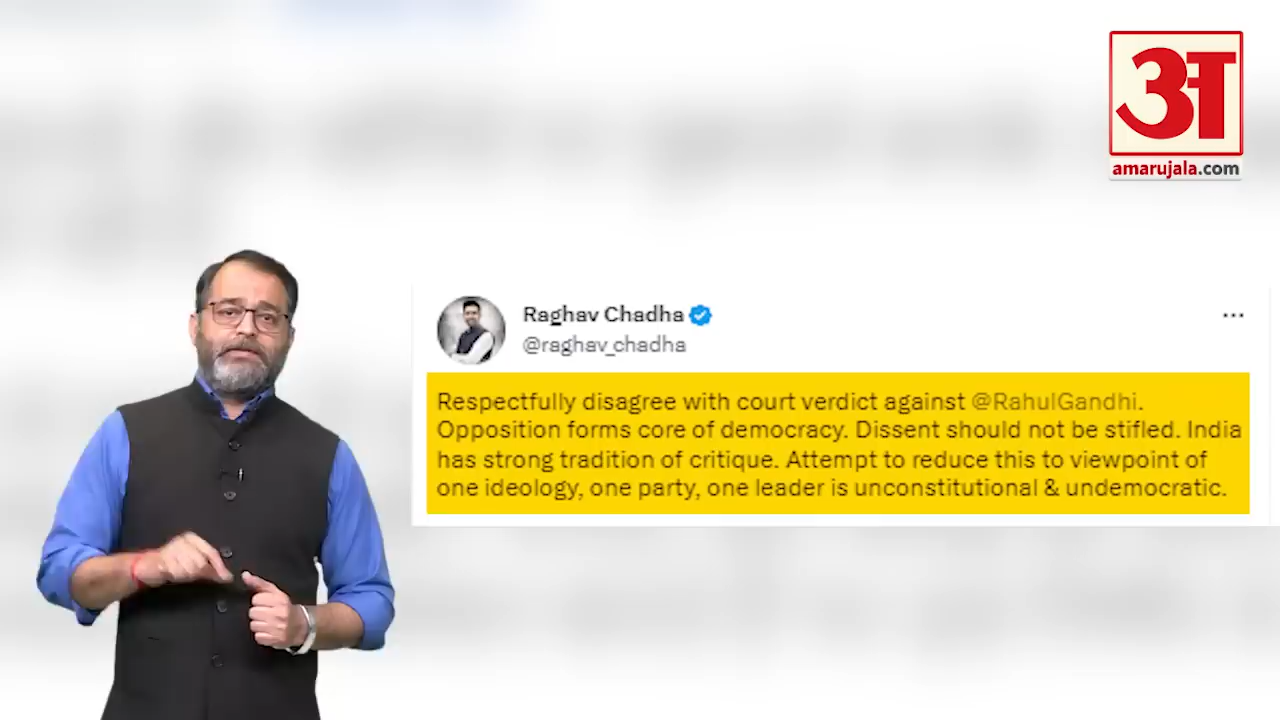 अ
amarujala.com
Raghav Chadha
@raghav_chadha
Respectfully disagree with court verdict against @RahulGandhi.
Opposition forms core of democracy. Dissent should not be stifled. India
has strong tradition of critique. Attempt to reduce this to viewpoint of
one ideology, one party, one leader is unconstitutional & undemocratic.